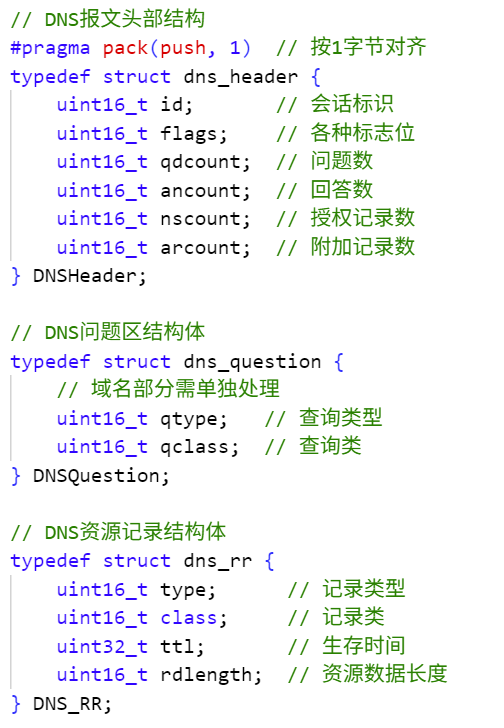 // DNS报文头部结构
#pragma pack(push, 1)  // 按1字节对齐
typedef struct dns_header {
    uint16_t id;       // 会话标识
    uint16_t flags;    // 各种标志位
    uint16_t qdcount;  // 问题数
    uint16_t ancount;  // 回答数
    uint16_t nscount;  // 授权记录数
    uint16_t arcount;  // 附加记录数
} DNSHeader;

// DNS问题区结构体
typedef struct dns_question {
    // 域名部分需单独处理
    uint16_t qtype;   // 查询类型
    uint16_t qclass;  // 查询类
} DNSQuestion;

// DNS资源记录结构体
typedef struct dns_rr {
    uint16_t type;      // 记录类型
    uint16_t class;     // 记录类
    uint32_t ttl;       // 生存时间
    uint16_t rdlength;  // 资源数据长度
} DNS_RR;